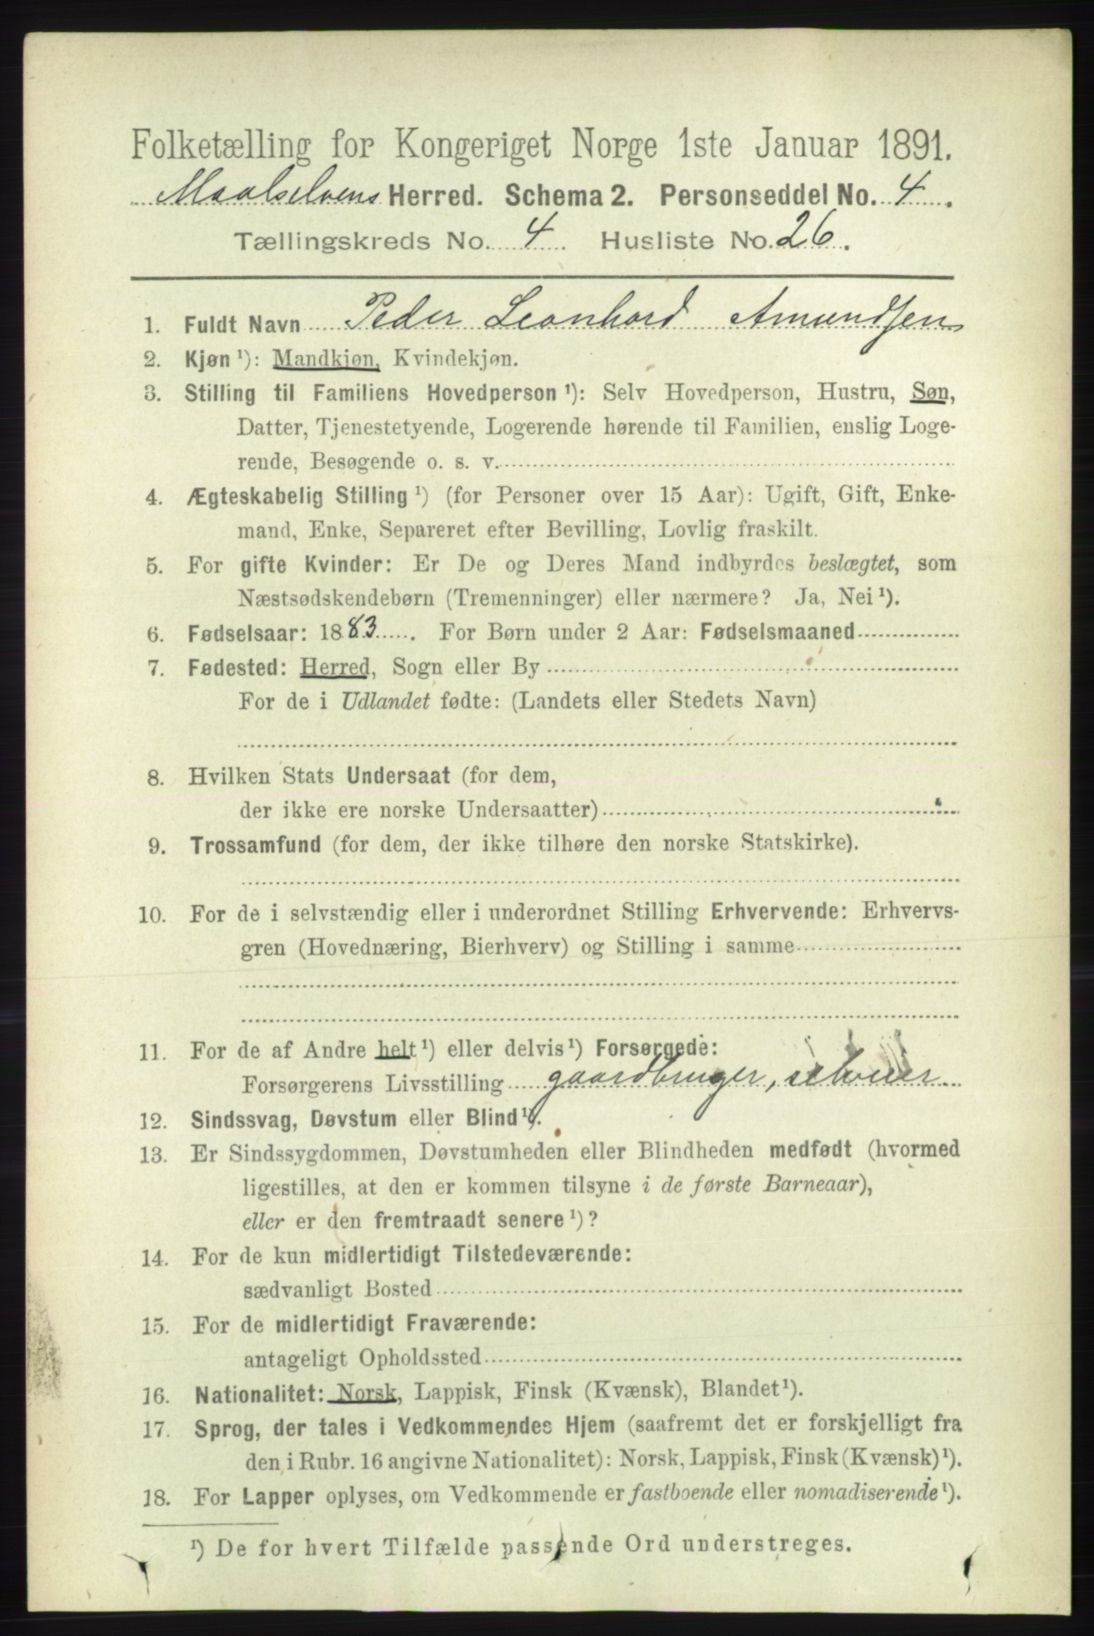 Folketælling for Kongeriget Norge 1ste Januar 1891.
Maalselvens Herred. Schema 2. Personseddel No. 4.
Tællingskreds No. 4. Husliste No. 26.
1. Fuldt Navn Peder Leonhard Amundsen
2. Kjøn ¹): Mandkjøn, Kvindekjøn.
3. Stilling til Familiens Hovedperson ¹): Selv Hovedperson, Hustru, Søn,
Datter, Tjenestetyende, Logerende hørende til Familien, enslig Loge-
rende, Besøgende o. s. v.
4. Ægteskabelig Stilling ¹) (for Personer over 15 Aar): Ugift, Gift, Enke-
mand, Enke, Separeret efter Bevilling, Lovlig fraskilt.
5. For gifte Kvinder: Er De og Deres Mand indbyrdes beslægtet, som
Næstsødskendebørn (Tremenninger) eller nærmere? Ja, Nei ¹).
6. Fødselsaar: 1883. For Børn under 2 Aar: Fødselsmaaned
7. Fødested: Herred, Sogn eller By
For de i Udlandet fødte: (Landets eller Stedets Navn)
8. Hvilken Stats Undersaat (for dem,
der ikke ere norske Undersaatter)
9. Trossamfund (for dem, der ikke tilhøre den norske Statskirke).
10. For de i selvstændig eller i underordnet Stilling Erhvervende: Erhvervs-
gren (Hovednæring, Bierhverv) og Stilling i samme
11. For de af Andre helt ¹) eller delvis ¹) Forsørgede:
Forsørgerens Livsstilling gaardbruger, selveier
12. Sindssvag, Døvstum eller Blind ¹).
13. Er Sindssygdommen, Døvstumheden eller Blindheden medfødt (hvormed
ligestilles, at den er kommen tilsyne i de første Barneaar),
eller er den fremtraadt senere ¹)?
14. For de kun midlertidigt Tilstedeværende:
sædvanligt Bosted
15. For de midlertidigt Fraværende:
antageligt Opholdssted
16. Nationalitet: Norsk, Lappisk, Finsk (Kvænsk), Blandet ¹).
17. Sprog, der tales i Vedkommendes Hjem (saafremt det er forskjelligt fra
den i Rubr. 16 angivne Nationalitet): Norsk, Lappisk, Finsk (Kvænsk) ¹).
18. For Lapper oplyses, om Vedkommende er fastboende eller nomadiserende ¹).
¹) De for hvert Tilfælde passende Ord understreges.